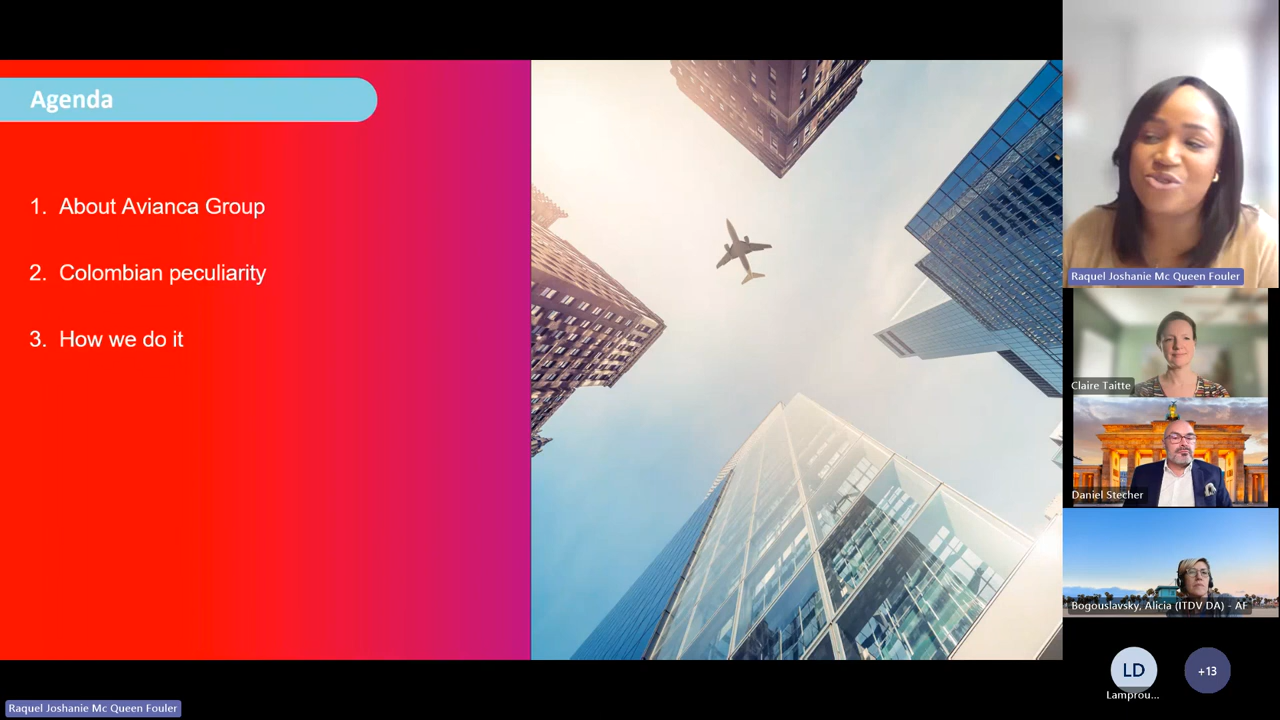 Agenda
1. About Avianca Group
2. Colombian peculiarity
3. How we do it
Raquel Joshanie Mc Queen Fouler
Claire Taitte
Daniel Stecher
Bogouslavsky, Alicia (ITDV DA) - AF
LD
+13
Lamprou...
Raquel Joshanie Mc Queen Fouler